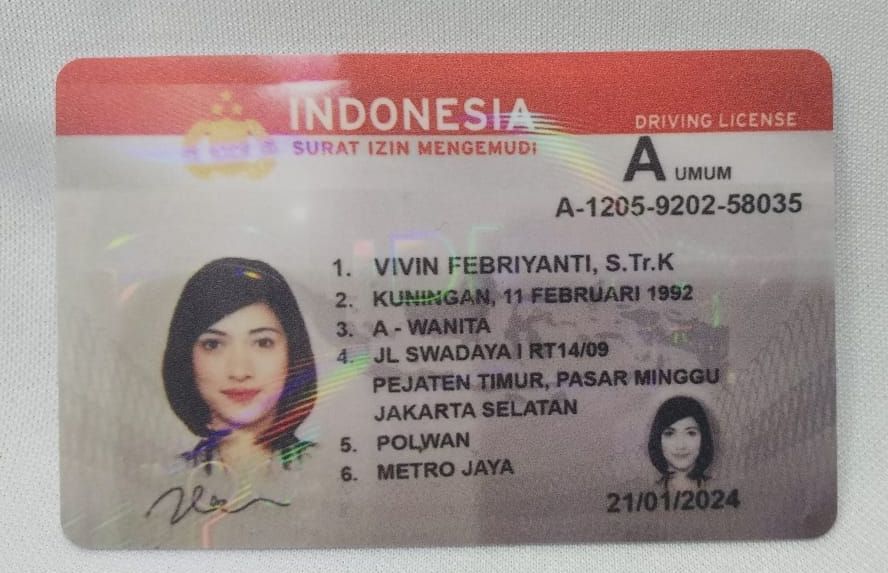 INDONESIA
SURAT IZIN MENGEMUDI
DRIVING LICENSE
A UMUM
A-1205-9202-58035
1. VIVIN FEBRIYANTI, S.Tr.K
2. KUNINGAN, 11 FEBRUARI 1992
3. A - WANITA
4. JL SWADAYA I RT14/09
PEJATEN TIMUR, PASAR MINGGU
JAKARTA SELATAN
5. POLWAN
6. METRO JAYA
21/01/2024